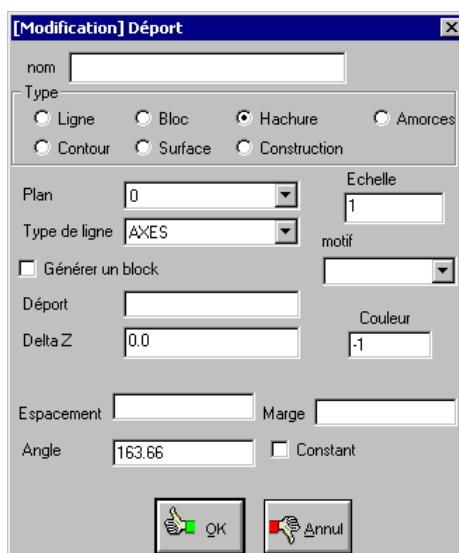 [Modification] Déport
nom
Type
Ligne Bloc Hachure Amorces
Contour Surface Construction
Plan 0 Echelle
1
Type de ligne AXES motif
Générer un block
Déport
Couleur
Delta Z 0.0 -1
Espacement Marge
Angle 163.66 Constant
OK Annul